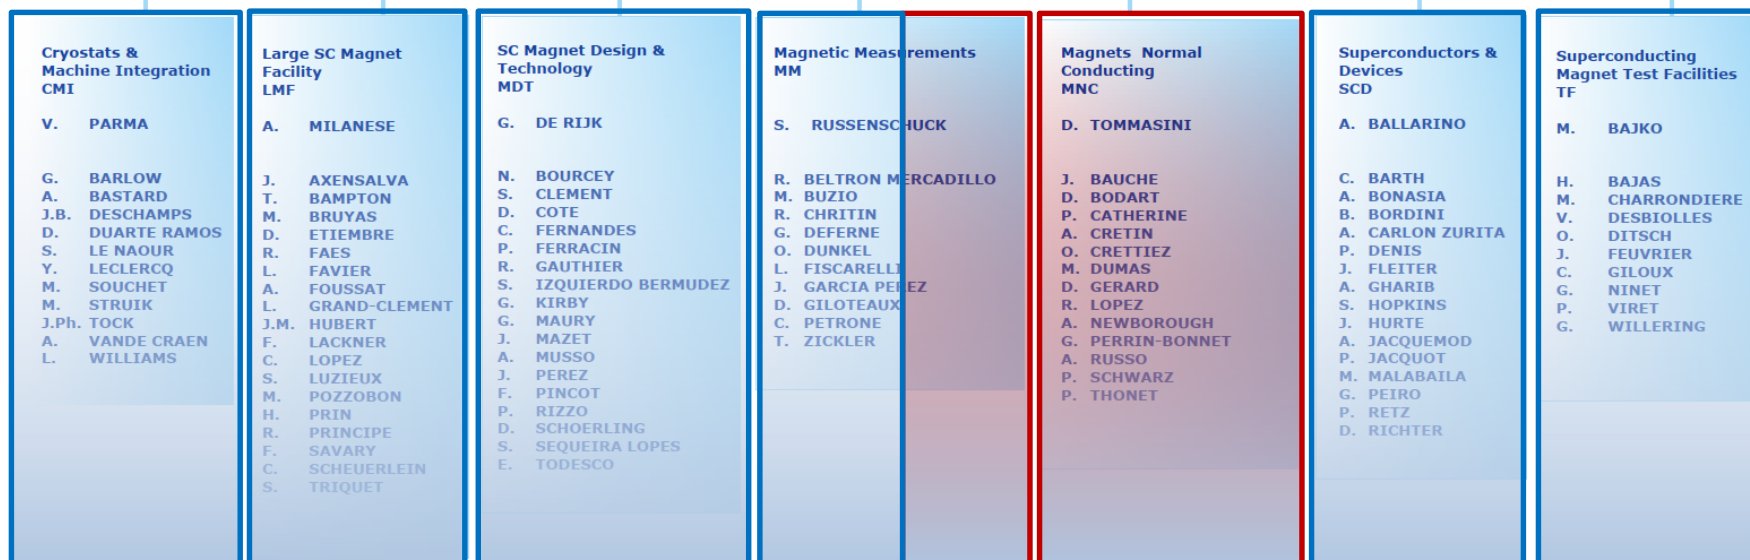 Cryostats &
Machine Integration
CMI
V. PARMA
G. BARLOW
A. BASTARD
J.B. DESCHAMPS
D. DUARTE RAMOS
S. LE NAOUR
Y. LECLERCQ
M. SOUCHET
M. STRUIK
J.Ph. TOCK
A. VANDE CRAEN
L. WILLIAMS
Large SC Magnet
Facility
LMF
A. MILANESE
J. AXENSALVA
T. BAMPTON
M. BRUYAS
D. ETIEMBRE
R. FAES
L. FAVIER
A. FOUSSAT
L. GRAND-CLEMENT
J.M. HUBERT
F. LACKNER
C. LOPEZ
S. LUZIEUX
M. POZZOBON
H. PRIN
R. PRINCIPE
F. SAVARY
C. SCHEUERLEIN
S. TRIQUET
SC Magnet Design &
Technology
MDT
G. DE RIJK
N. BOURCEY
S. CLEMENT
D. COTE
C. FERNANDES
P. FERRACIN
R. GAUTHIER
S. IZQUIERDO BERMUDEZ
G. KIRBY
G. MAURY
J. MAZET
A. MUSSO
J. PEREZ
F. PINCOT
P. RIZZO
D. SCHOERLING
S. SEQUEIRA LOPES
E. TODESCO
Magnetic Measurements
MM
S. RUSSENSCHUCK
R. BELTRON MERCADILLO
M. BUZIO
R. CHRITIN
G. DEFERNE
O. DUNKEL
L. FISCARELLI
J. GARCIA PEREZ
D. GILOTEAUX
C. PETRONE
T. ZICKLER
Magnets Normal
Conducting
MNC
D. TOMMASINI
J. BAUCHE
D. BODART
P. CATHERINE
A. CRETIN
O. CRETTIEZ
M. DUMAS
D. GERARD
R. LOPEZ
A. NEWBOROUGH
G. PERRIN-BONNET
A. RUSSO
P. SCHWARZ
P. THONET
Superconductors &
Devices
SCD
A. BALLARINO
C. BARTH
A. BONASIA
B. BORDINI
A. CARLON ZURITA
P. DENIS
J. FLEITER
A. GHARIB
S. HOPKINS
J. HURTE
A. JACQUEMOD
P. JACQUOT
M. MALABAILA
G. PEIRO
P. RETZ
D. RICHTER
Superconducting
Magnet Test Facilities
TF
M. BAJKO
H. BAJAS
M. CHARRONDIERE
V. DESBIOLLES
O. DITSCH
J. FEUVRIER
C. GILOUX
G. NINET
P. VIRET
G. WILLERING